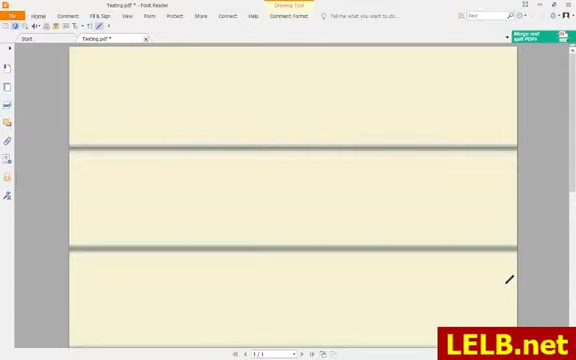 Testing.pdf * - Foxit Reader
Drawing Tool
File Home Comment Fill & Sign View Form Protect Share Connect Help Comment Format Tell me what you want to do... Find
Start Testing.pdf *
Merge and
split PDFs
1 / 1
LELB.net